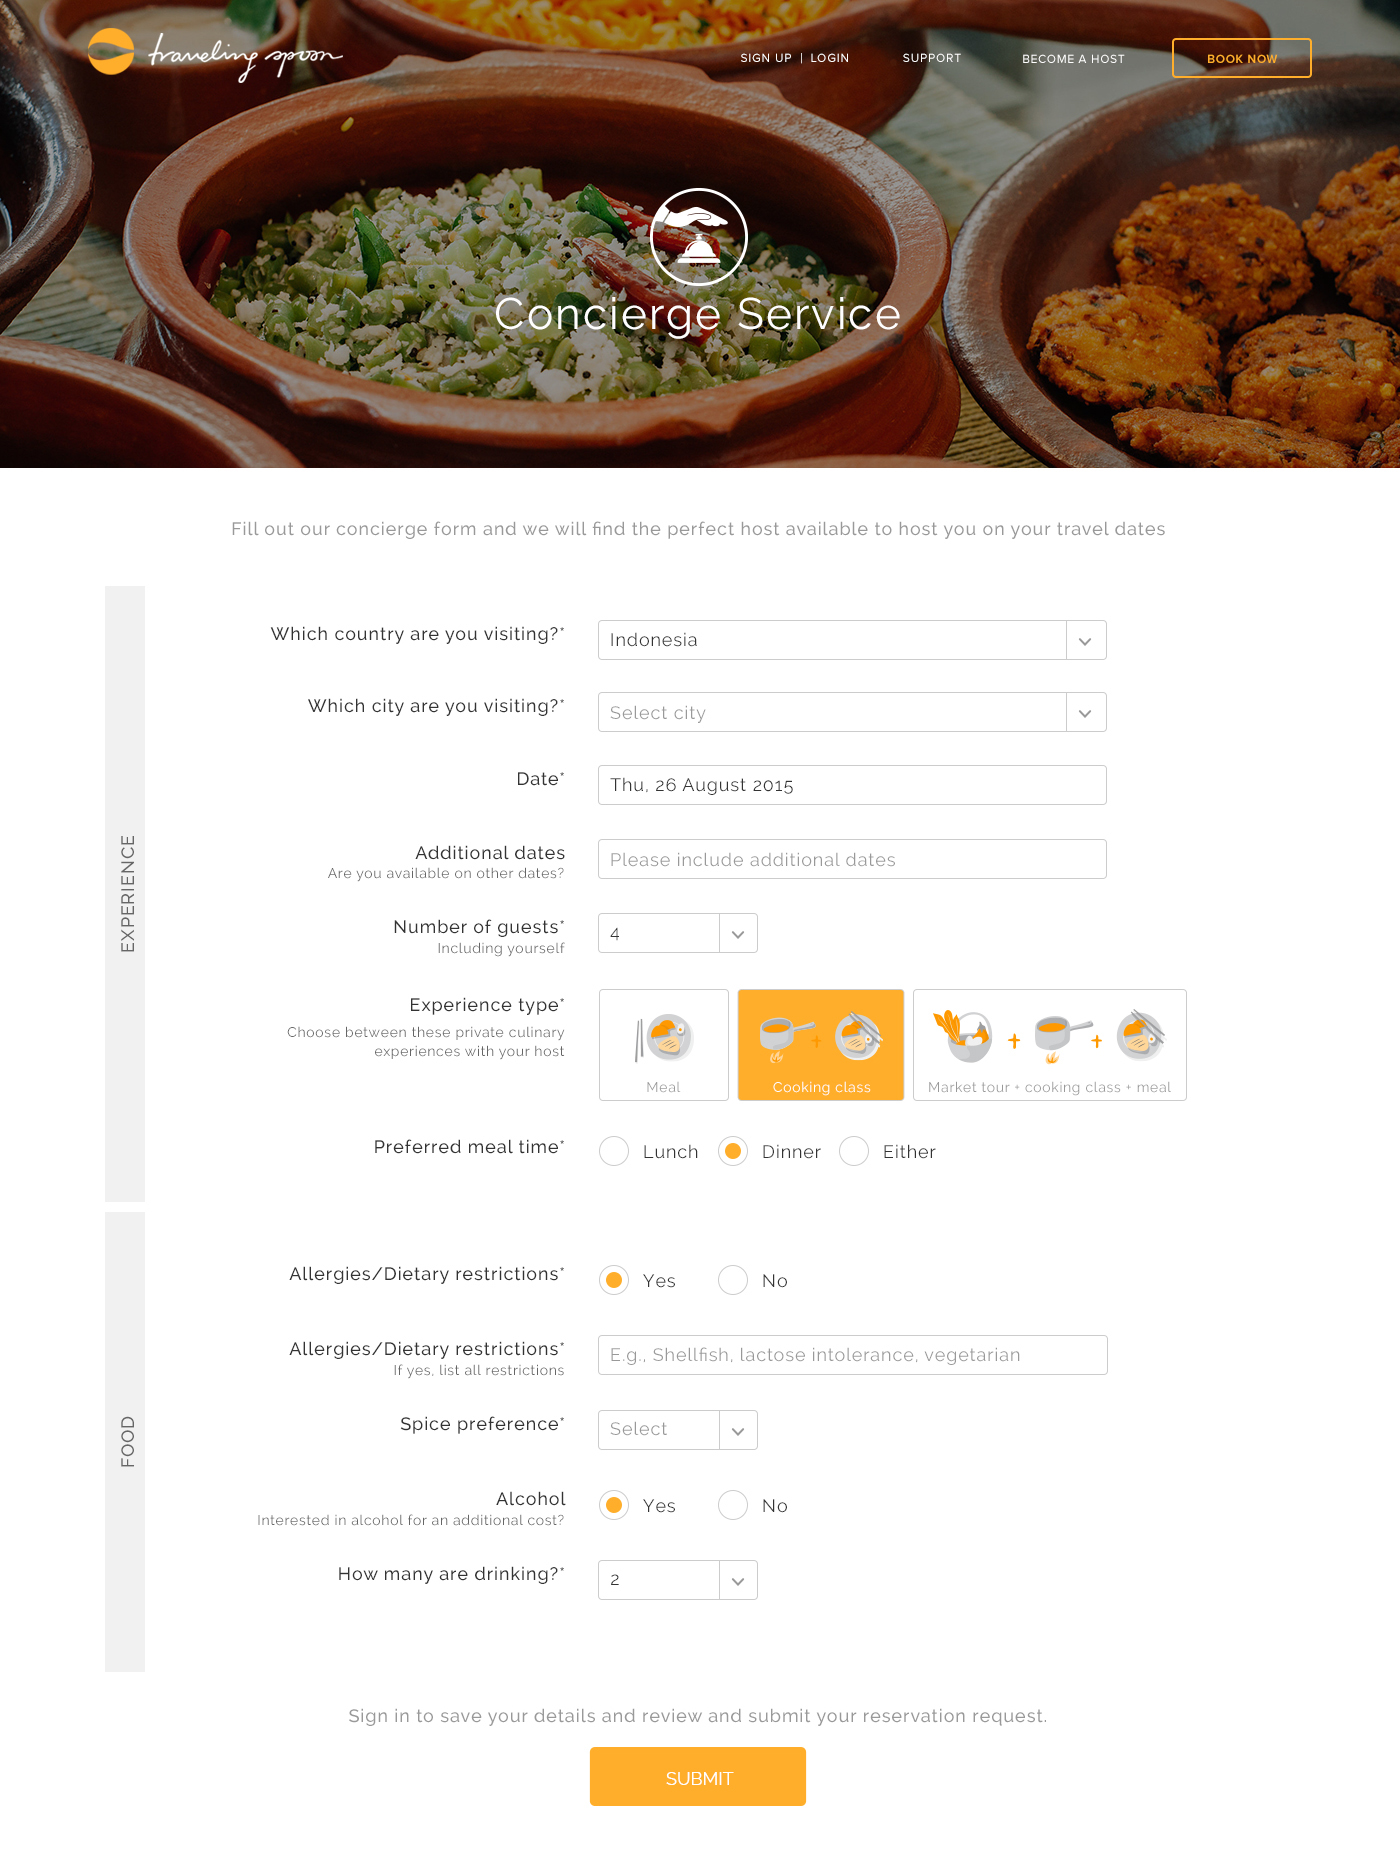 traveling spoon
SIGN UP | LOGIN
SUPPORT
BECOME A HOST
BOOK NOW
Concierge Service
Fill out our concierge form and we will find the perfect host available to host you on your travel dates
EXPERIENCE
Which country are you visiting?*
Indonesia
Which city are you visiting?*
Select city
Date*
Thu, 26 August 2015
Additional dates
Are you available on other dates?
Please include additional dates
Number of guests*
Including yourself
4
Experience type*
Choose between these private culinary
experiences with your host
Meal
Cooking class
Market tour + cooking class + meal
Preferred meal time*
Lunch
Dinner
Either
FOOD
Allergies/Dietary restrictions*
Yes
No
Allergies/Dietary restrictions*
If yes, list all restrictions
E.g., Shellfish, lactose intolerance, vegetarian
Spice preference*
Select
Alcohol
Interested in alcohol for an additional cost?
Yes
No
How many are drinking?*
2
Sign in to save your details and review and submit your reservation request.
SUBMIT